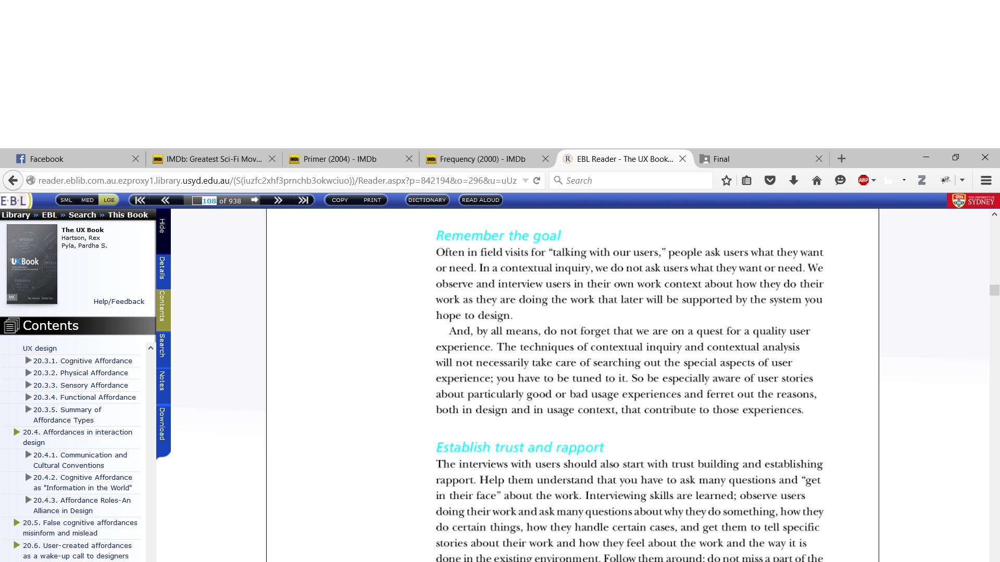 Facebook
IMDb: Greatest Sci-Fi Mov...
Primer (2004) - IMDb
Frequency (2000) - IMDb
EBL Reader - The UX Book...
Final
reader.eblib.com.au.ezproxy1.library.usyd.edu.au/(S(iuzfc2xhf3prnchb3okwciuo))/Reader.aspx?p=842194&o=296&u=uUz
Search
ABP
E·B·L
SML MED LGE
108 of 938
COPY PRINT
DICTIONARY
READ ALOUD
THE UNIVERSITY OF
SYDNEY
Library » EBL » Search » This Book
The UX Book
Hartson, Rex
Pyla, Pardha S.
UX Book
MK
Help/Feedback
Contents
UX design
20.3.1. Cognitive Affordance
20.3.2. Physical Affordance
20.3.3. Sensory Affordance
20.3.4. Functional Affordance
20.3.5. Summary of
Affordance Types
20.4. Affordances in interaction
design
20.4.1. Communication and
Cultural Conventions
20.4.2. Cognitive Affordance
as "Information in the World"
20.4.3. Affordance Roles-An
Alliance in Design
20.5. False cognitive affordances
misinform and mislead
20.6. User-created affordances
as a wake-up call to designers
Hide
Details
Contents
Search
Notes
Download
Remember the goal
Often in field visits for “talking with our users,” people ask users what they want
or need. In a contextual inquiry, we do not ask users what they want or need. We
observe and interview users in their own work context about how they do their
work as they are doing the work that later will be supported by the system you
hope to design.
And, by all means, do not forget that we are on a quest for a quality user
experience. The techniques of contextual inquiry and contextual analysis
will not necessarily take care of searching out the special aspects of user
experience; you have to be tuned to it. So be especially aware of user stories
about particularly good or bad usage experiences and ferret out the reasons,
both in design and in usage context, that contribute to those experiences.
Establish trust and rapport
The interviews with users should also start with trust building and establishing
rapport. Help them understand that you have to ask many questions and “get
in their face” about the work. Interviewing skills are learned; observe users
doing their work and ask many questions about why they do something, how they
do certain things, how they handle certain cases, and get them to tell specific
stories about their work and how they feel about the work and the way it is
done in the existing environment. Follow them around; do not miss a part of the